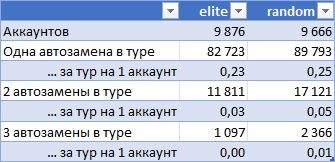 elite random
Аккаунтов 9 876 9 666
Одна автозамена в туре 82 723 89 793
... за тур на 1 аккаунт 0,23 0,25
2 автозамены в туре 11 811 17 121
... за тур на 1 аккаунт 0,03 0,05
3 автозамены в туре 1 097 2 366
... за тур на 1 аккаунт 0,00 0,01